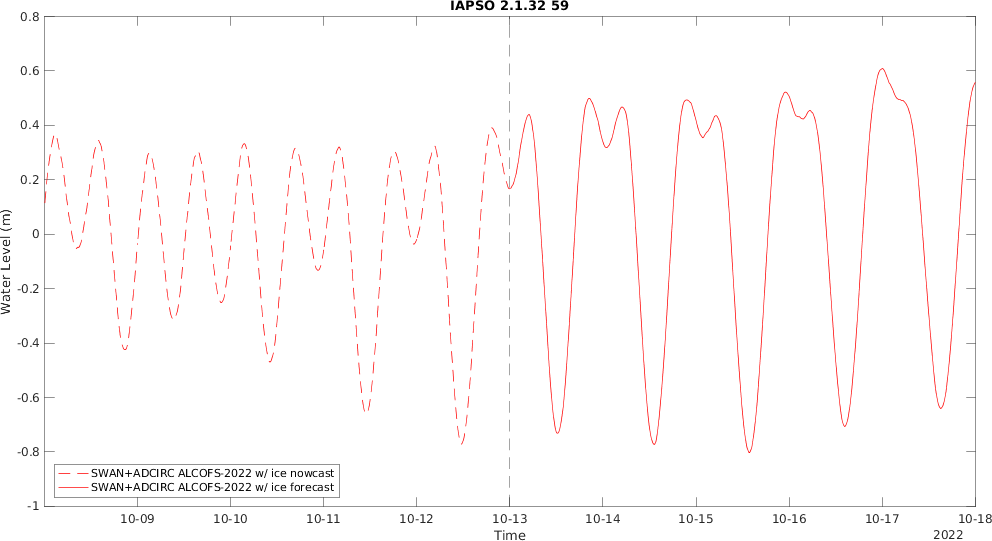 IAPSO 2.1.32 59
0.8
0.6
0.4
0.2
0
-0.2
-0.4
-0.6
-0.8
-1
Water Level (m)
SWAN+ADCIRC ALCOFS-2022 w/ ice nowcast
SWAN+ADCIRC ALCOFS-2022 w/ ice forecast
10-09 10-10 10-11 10-12 10-13 10-14 10-15 10-16 10-17 10-18
Time
2022